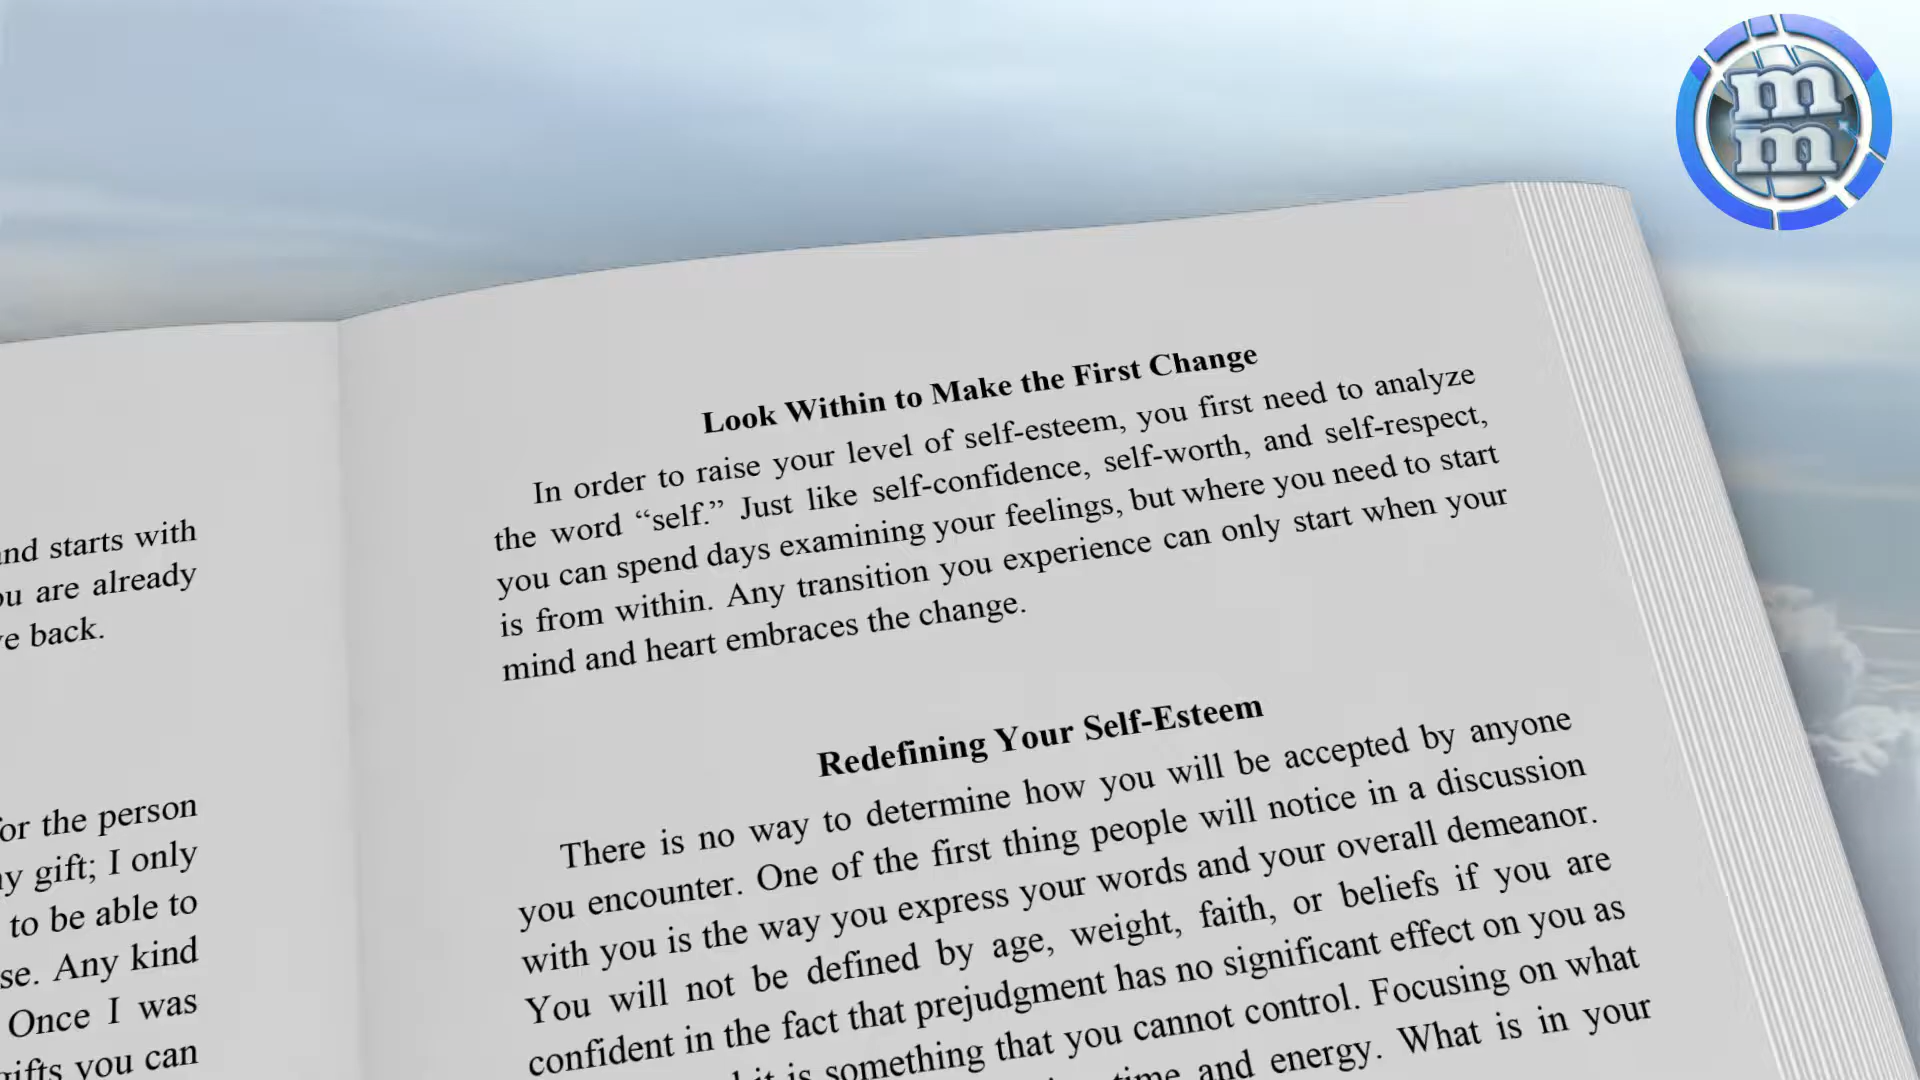 and starts with
you are already
back.
for the person
gift; I only
to be able to
Any kind
Once I was
gifts you can
Look Within to Make the First Change
In order to raise your level of self-esteem, you first need to analyze
the word “self.” Just like self-confidence, self-worth, and self-respect,
you can spend days examining your feelings, but where you need to start
is from within. Any transition you experience can only start when your
mind and heart embraces the change.
Redefining Your Self-Esteem
There is no way to determine how you will be accepted by anyone
you encounter. One of the first thing people will notice in a discussion
with you is the way you express your words and your overall demeanor.
You will not be defined by age, weight, faith, or beliefs if you are
confident in the fact that prejudgment has no significant effect on you as
it is something that you cannot control. Focusing on what
time and energy. What is in your
m
m